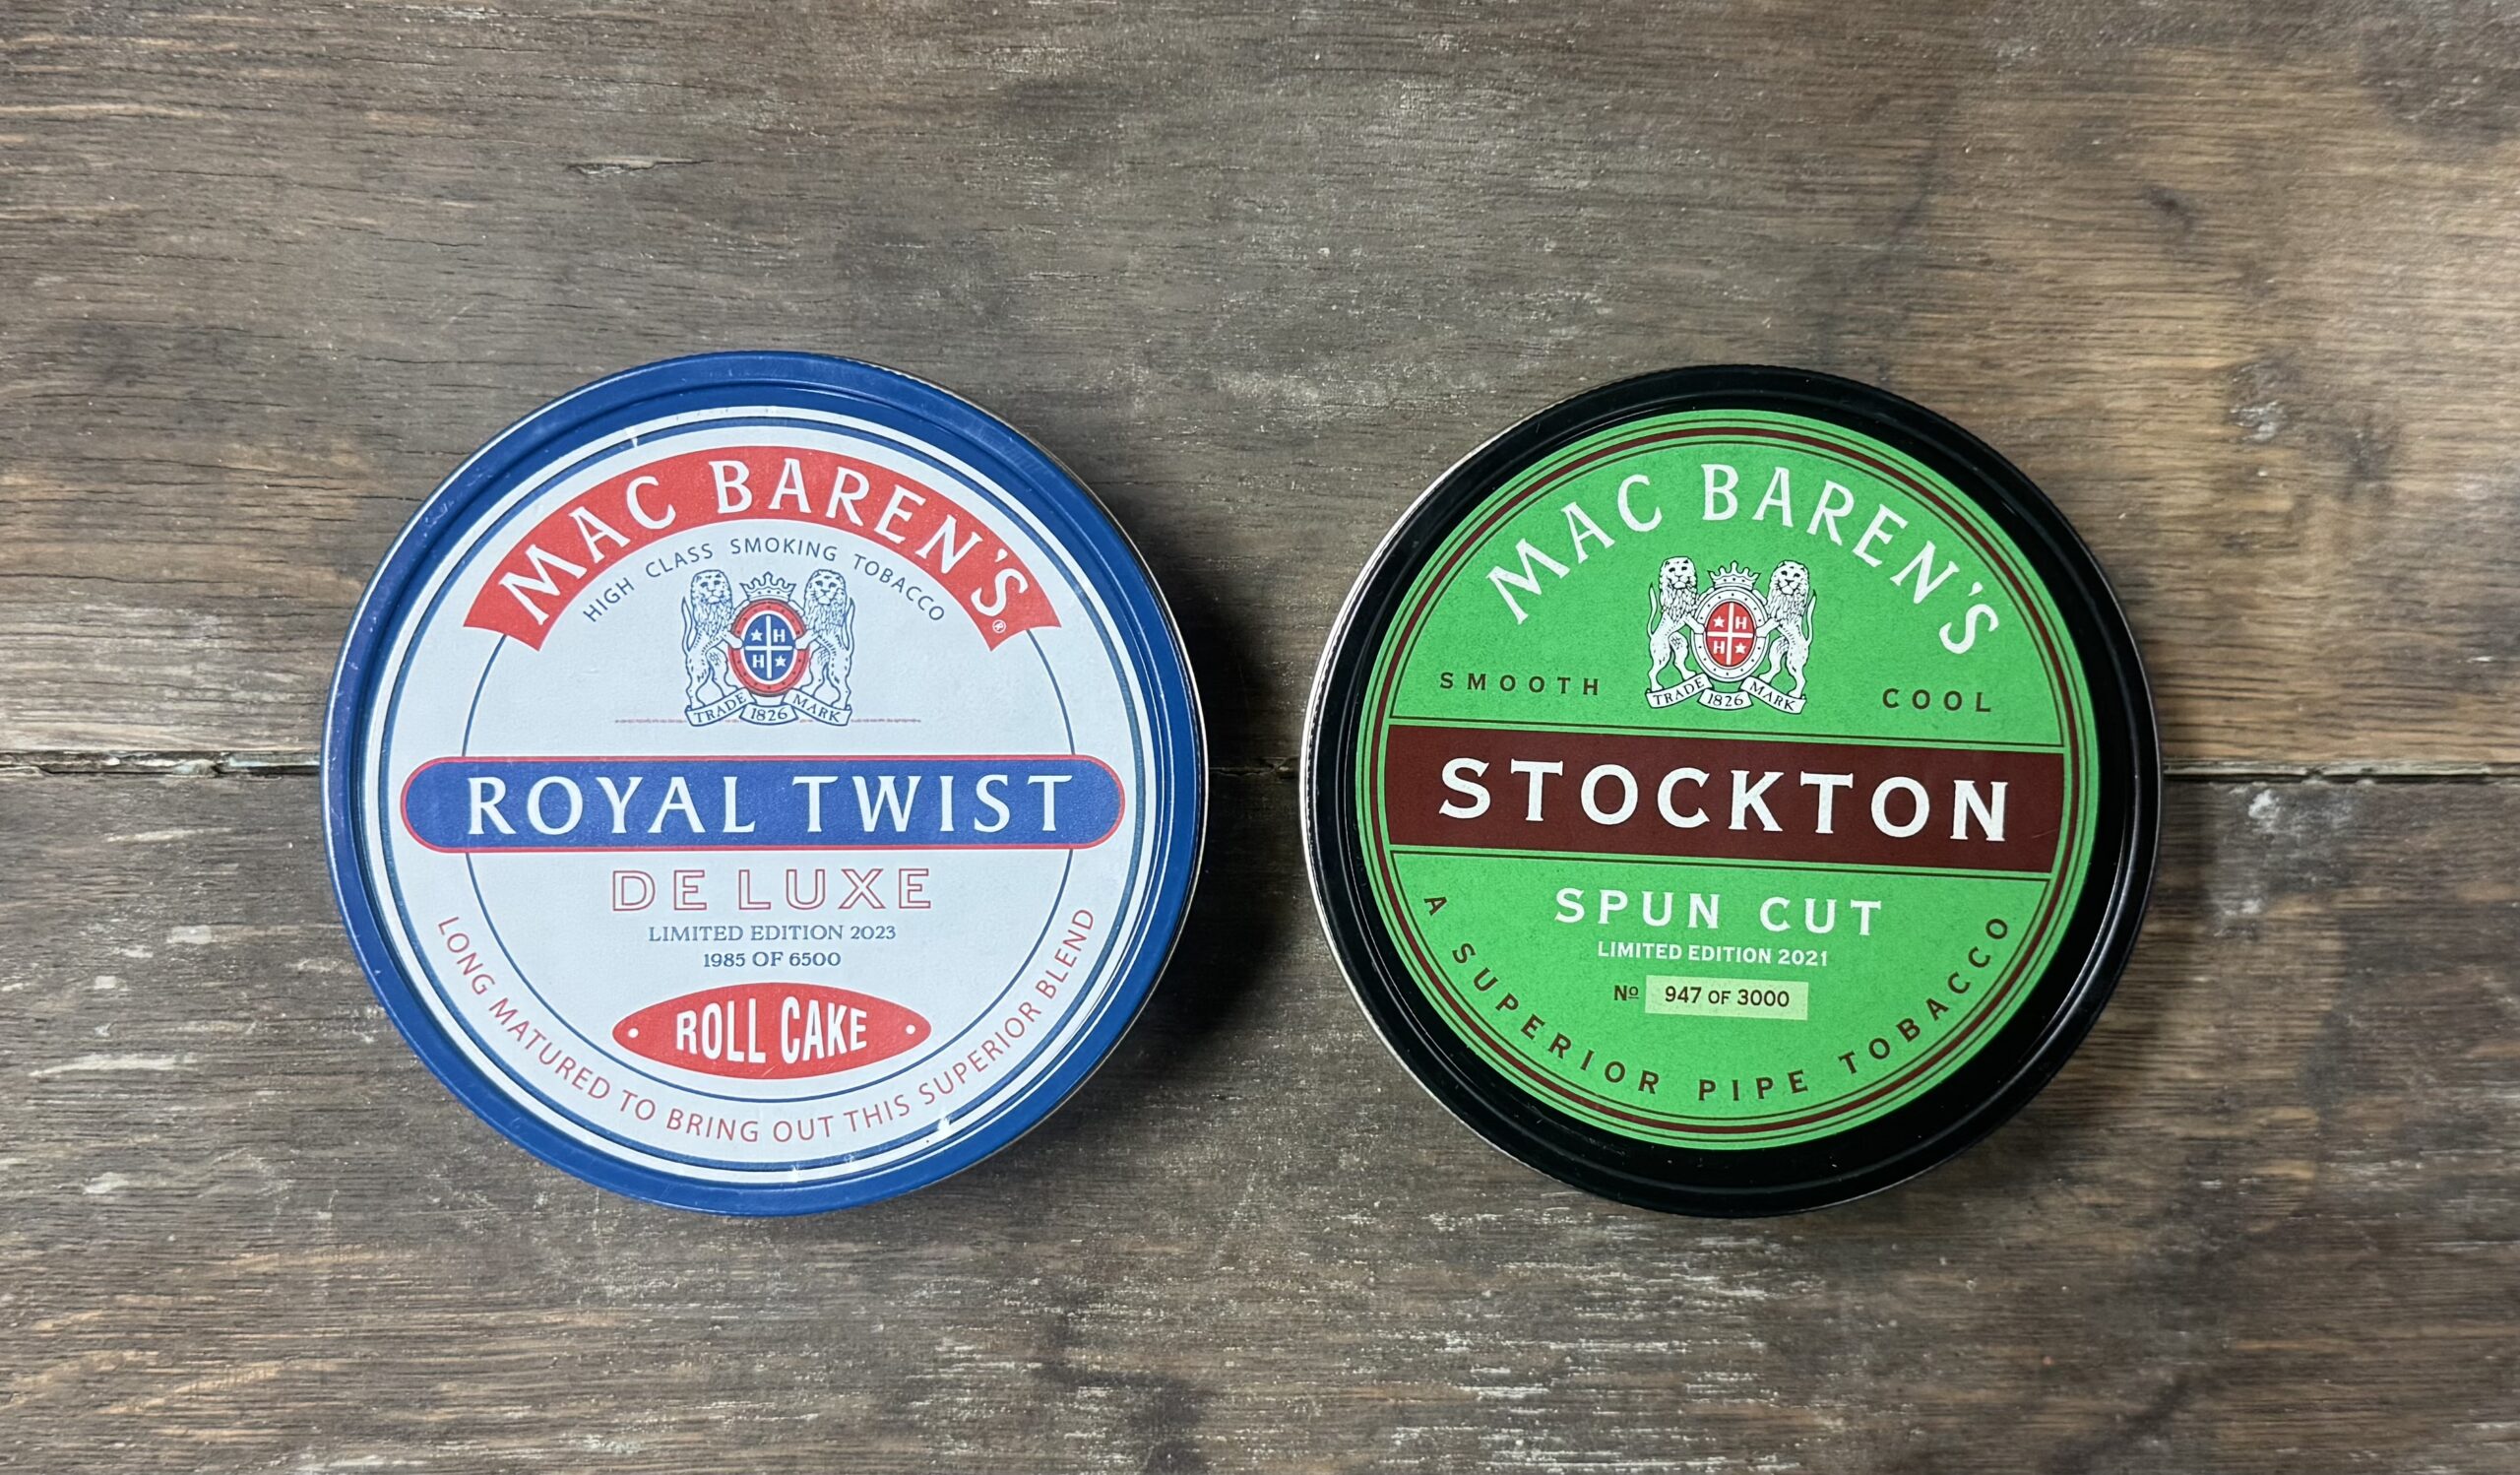 MAC BAREN'S®
HIGH CLASS SMOKING TOBACCO
★ H
H ★
TRADE 1826 MARK
ROYAL TWIST
DE LUXE
LIMITED EDITION 2023
1985 OF 6500
ROLL CAKE
LONG MATURED TO BRING OUT THIS SUPERIOR BLEND
MAC BAREN'S
★ H
H ★
TRADE 1826 MARK
SMOOTH COOL
STOCKTON
SPUN CUT
LIMITED EDITION 2021
Nº 947 OF 3000
A SUPERIOR PIPE TOBACCO